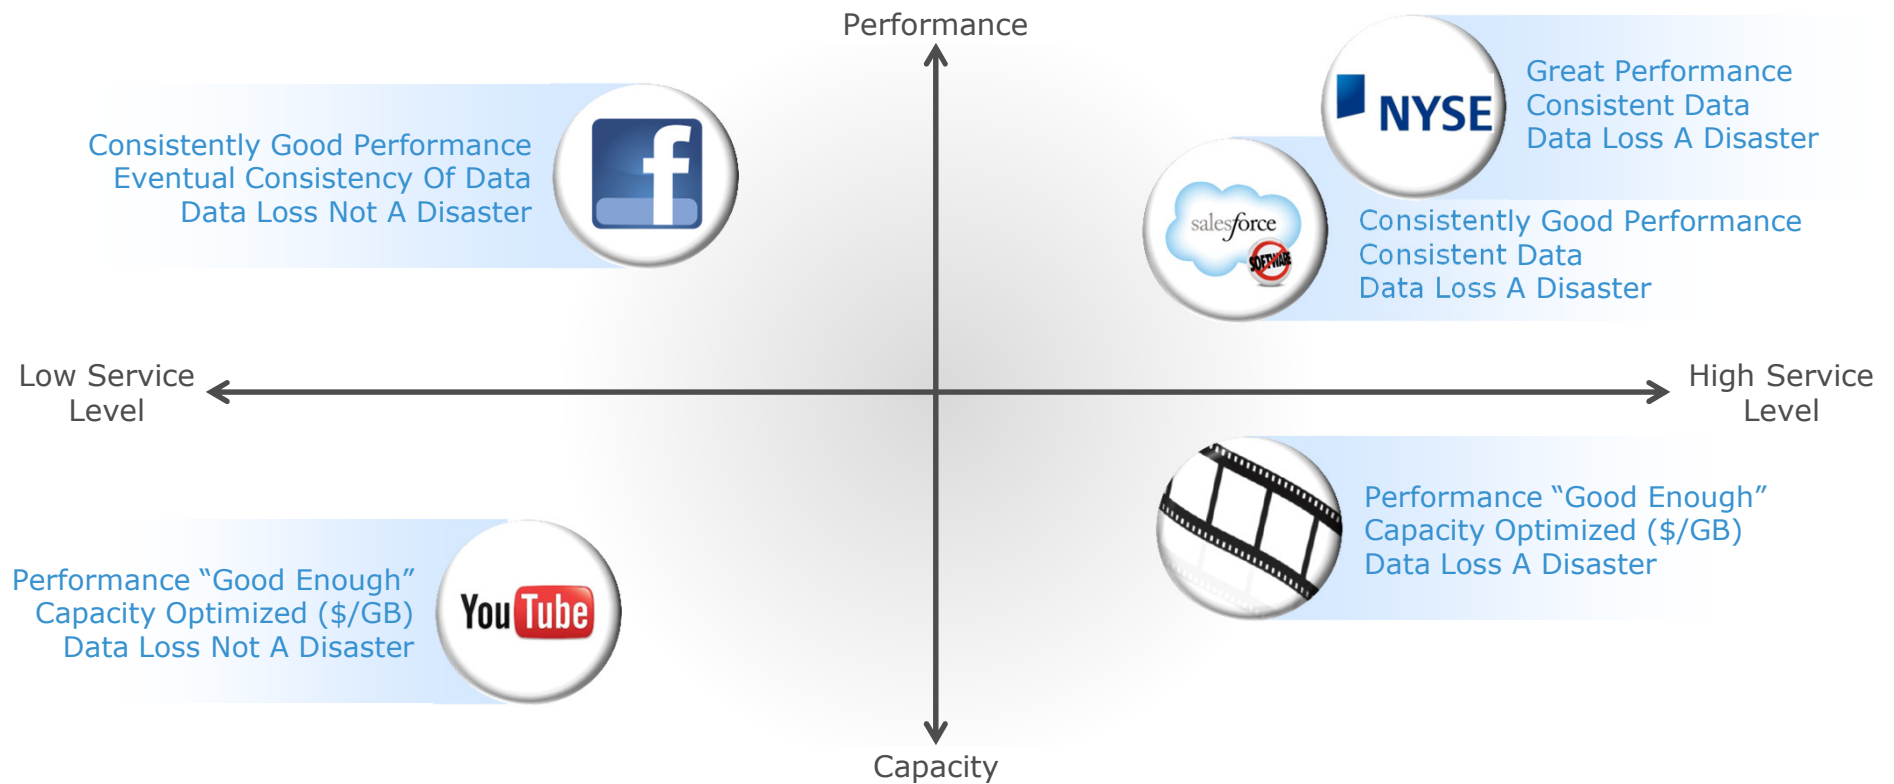 Performance
Great Performance
Consistent Data
Data Loss A Disaster
NYSE
Consistently Good Performance
Eventual Consistency Of Data
Data Loss Not A Disaster
f
salesforce
SOFTWARE
Consistently Good Performance
Consistent Data
Data Loss A Disaster
Low Service
Level
High Service
Level
Performance “Good Enough”
Capacity Optimized ($/GB)
Data Loss A Disaster
Performance “Good Enough”
Capacity Optimized ($/GB)
Data Loss Not A Disaster
YouTube
Capacity